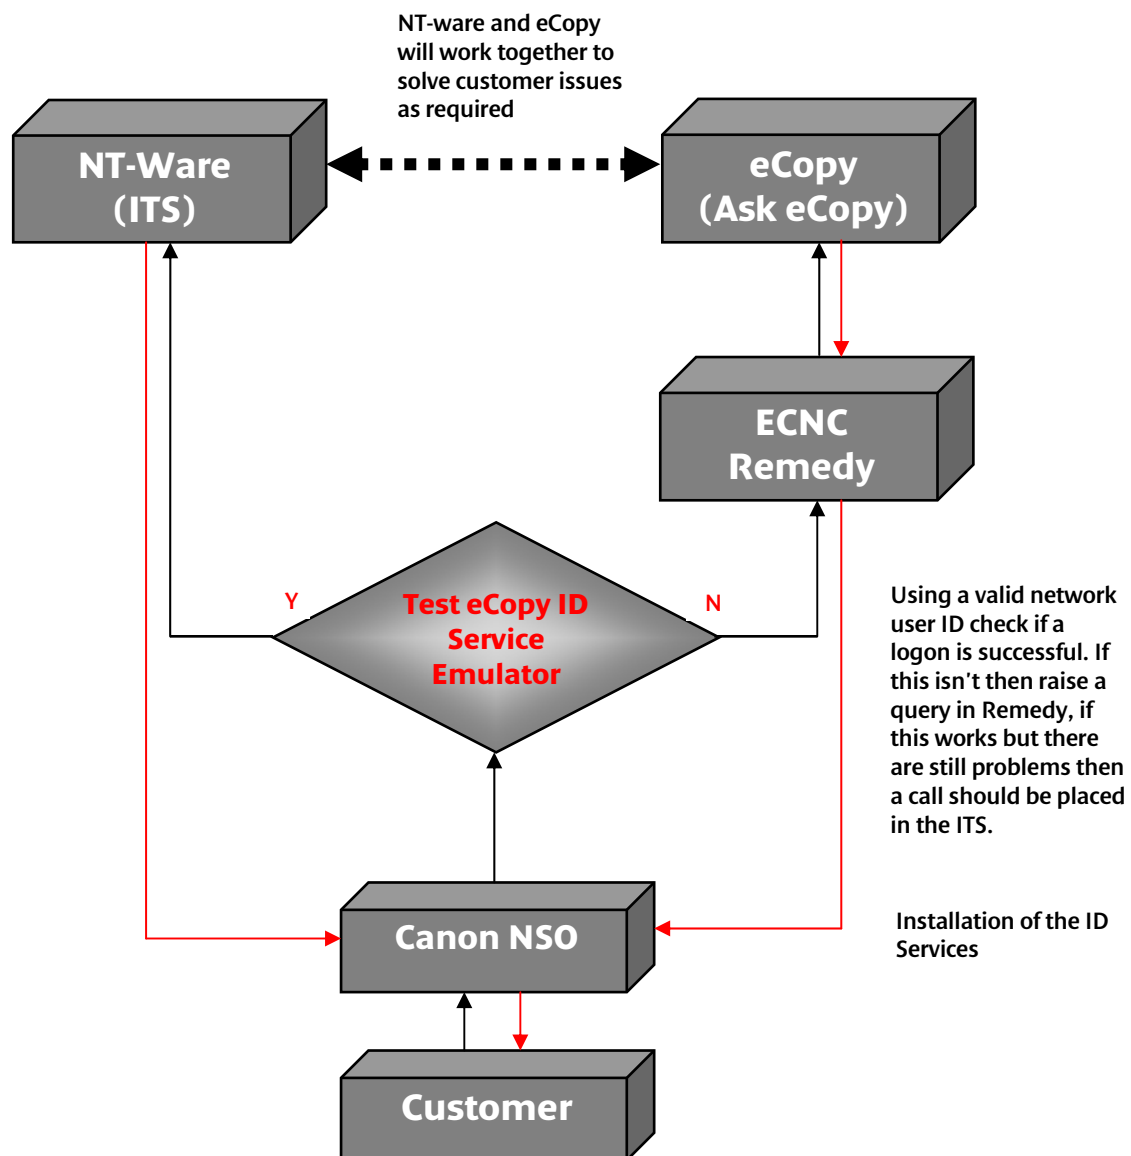 NT-ware and eCopy
will work together to
solve customer issues
as required
NT-Ware
(ITS)
eCopy
(Ask eCopy)
ECNC
Remedy
Y
Test eCopy ID
Service
Emulator
N
Using a valid network
user ID check if a
logon is successful. If
this isn't then raise a
query in Remedy, if
this works but there
are still problems then
a call should be placed
in the ITS.
Canon NSO
Installation of the ID
Services
Customer